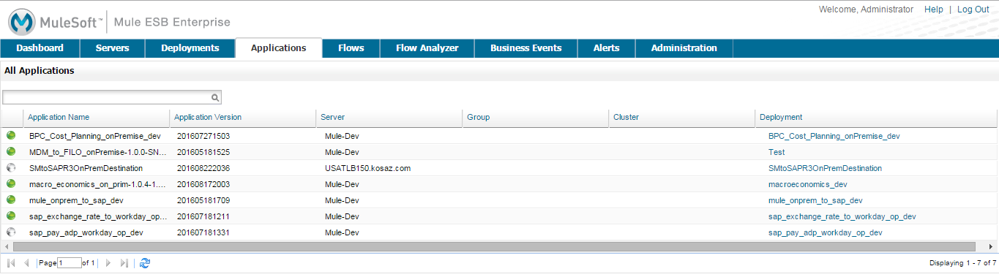 Welcome, Administrator Help | Log Out
MuleSoft™ Mule ESB Enterprise
Dashboard Servers Deployments Applications Flows Flow Analyzer Business Events Alerts Administration
All Applications
Application Name Application Version Server Group Cluster Deployment
BPC_Cost_Planning_onPremise_dev 201607271503 Mule-Dev BPC_Cost_Planning_onPremise_dev
MDM_to_FILO_onPremise-1.0.0-SN... 201605181525 Mule-Dev Test
SMtoSAPR3OnPremDestination 201608222036 USATLB150.kosaz.com SMtoSAPR3OnPremDestination
macro_economics_on_prim-1.0.4-1.... 201608172003 Mule-Dev macroeconomics_dev
mule_onprem_to_sap_dev 201605181709 Mule-Dev mule_onprem_to_sap_dev
sap_exchange_rate_to_workday_op... 201607181211 Mule-Dev sap_exchange_rate_to_workday_op_dev
sap_pay_adp_workday_op_dev 201607181331 Mule-Dev sap_pay_adp_workday_op_dev
Page 1 of 1 Displaying 1 - 7 of 7